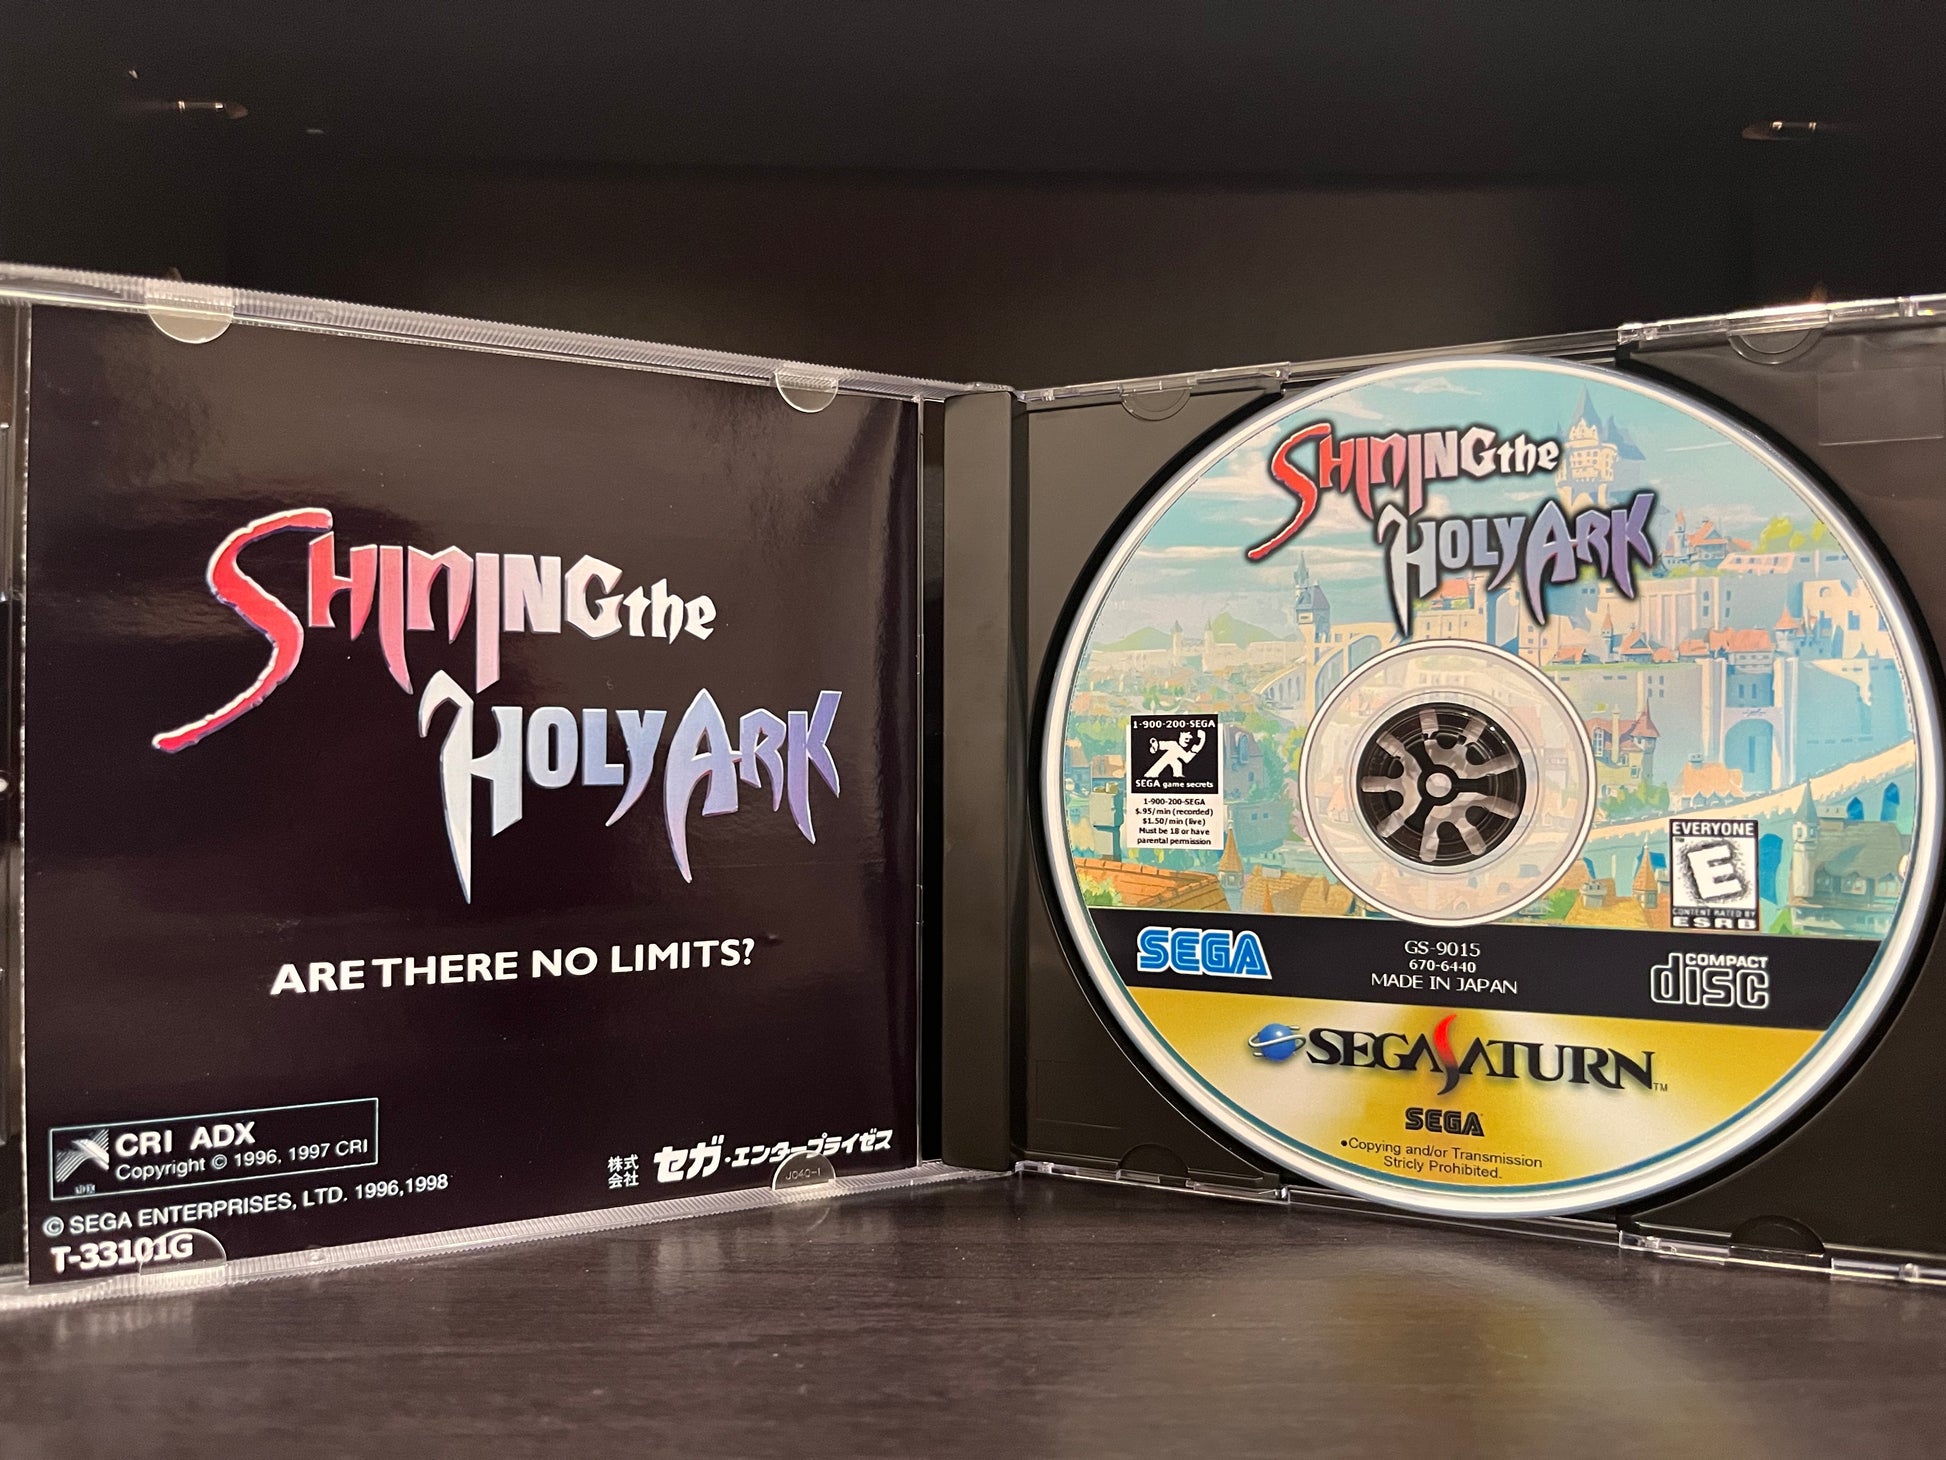 SHINING the
HOLY ARK
ARE THERE NO LIMITS?
CRI ADX
Copyright © 1996, 1997 CRI
ADX
© SEGA ENTERPRISES, LTD. 1996,1998
T-33101G
株式会社 セガ・エンタープライゼス
J040-1
SHINING the
HOLY ARK
1-900-200-SEGA
SEGA game secrets
1-900-200-SEGA
$.95/min (recorded)
$1.50/min (live)
Must be 18 or have
parental permission
EVERYONE
E
CONTENT RATED BY
ESRB
SEGA
GS-9015
670-6440
MADE IN JAPAN
COMPACT
disc
SEGA SATURN™
SEGA
•Copying and/or Transmission
Stricly Prohibited.